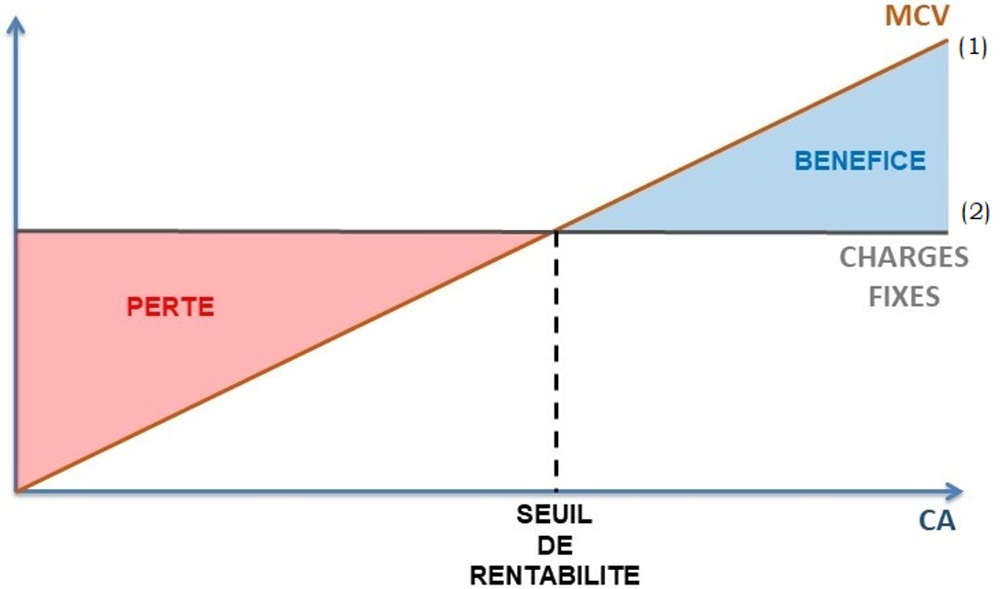 MCV
(1)
BENEFICE
(2)
CHARGES
FIXES
PERTE
SEUIL
DE
RENTABILITE
CA